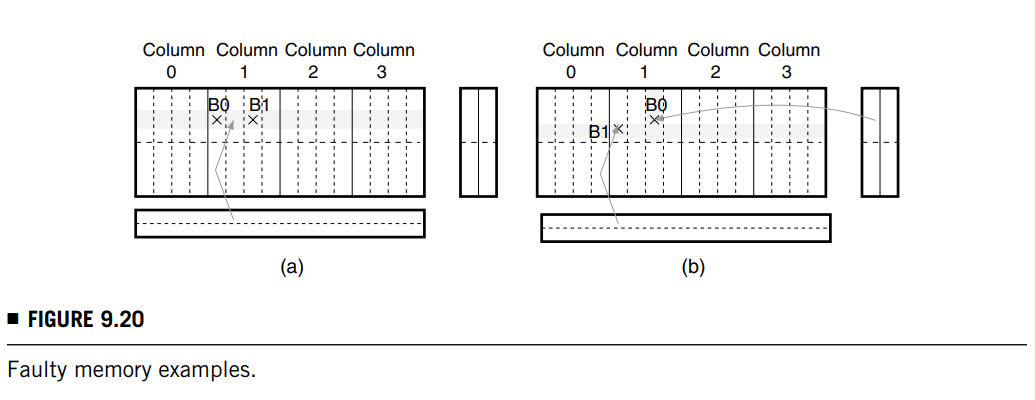 Column Column Column Column
0 1 2 3
B0 B1
(a)
Column Column Column Column
0 1 2 3
B0
B1
(b)
■ FIGURE 9.20
Faulty memory examples.